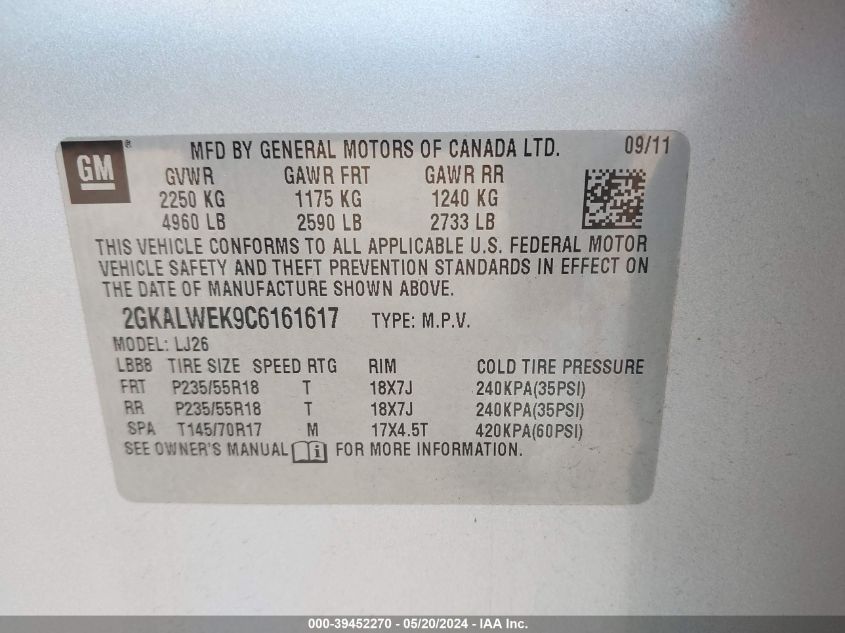 GM® MFD BY GENERAL MOTORS OF CANADA LTD. 09/11
GVWR GAWR FRT GAWR RR
2250 KG 1175 KG 1240 KG
4960 LB 2590 LB 2733 LB
THIS VEHICLE CONFORMS TO ALL APPLICABLE U.S. FEDERAL MOTOR
VEHICLE SAFETY AND THEFT PREVENTION STANDARDS IN EFFECT ON
THE DATE OF MANUFACTURE SHOWN ABOVE.
2GKALWEK9C6161617 TYPE: M.P.V.
MODEL: LJ26
LBB8 TIRE SIZE SPEED RTG RIM COLD TIRE PRESSURE
FRT P235/55R18 T 18X7J 240KPA(35PSI)
RR P235/55R18 T 18X7J 240KPA(35PSI)
SPA T145/70R17 M 17X4.5T 420KPA(60PSI)
SEE OWNER'S MANUAL i FOR MORE INFORMATION.
000-39452270 - 05/20/2024 - IAA Inc.